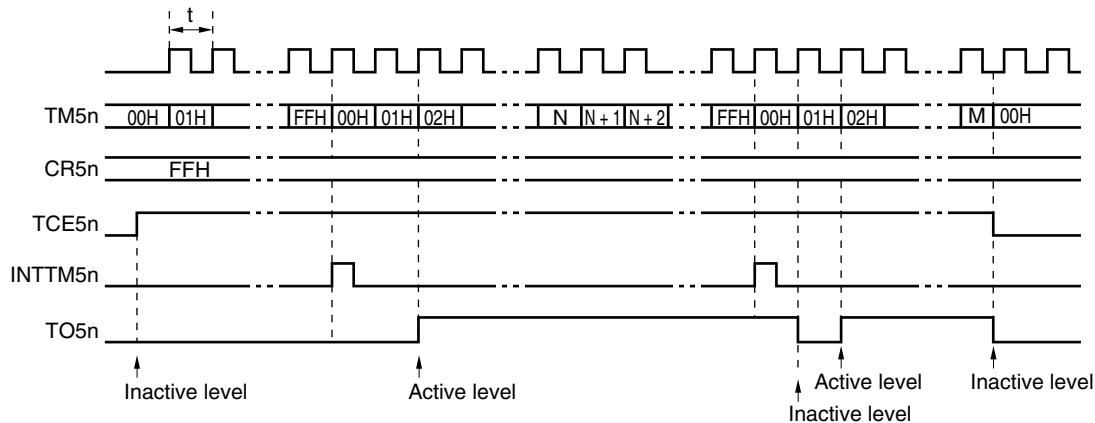 t
TM5n 00H 01H FFH 00H 01H 02H N N + 1 N + 2 FFH 00H 01H 02H M 00H
CR5n FFH
TCE5n
INTTM5n
TO5n
Inactive level Active level Active level Inactive level
Inactive level